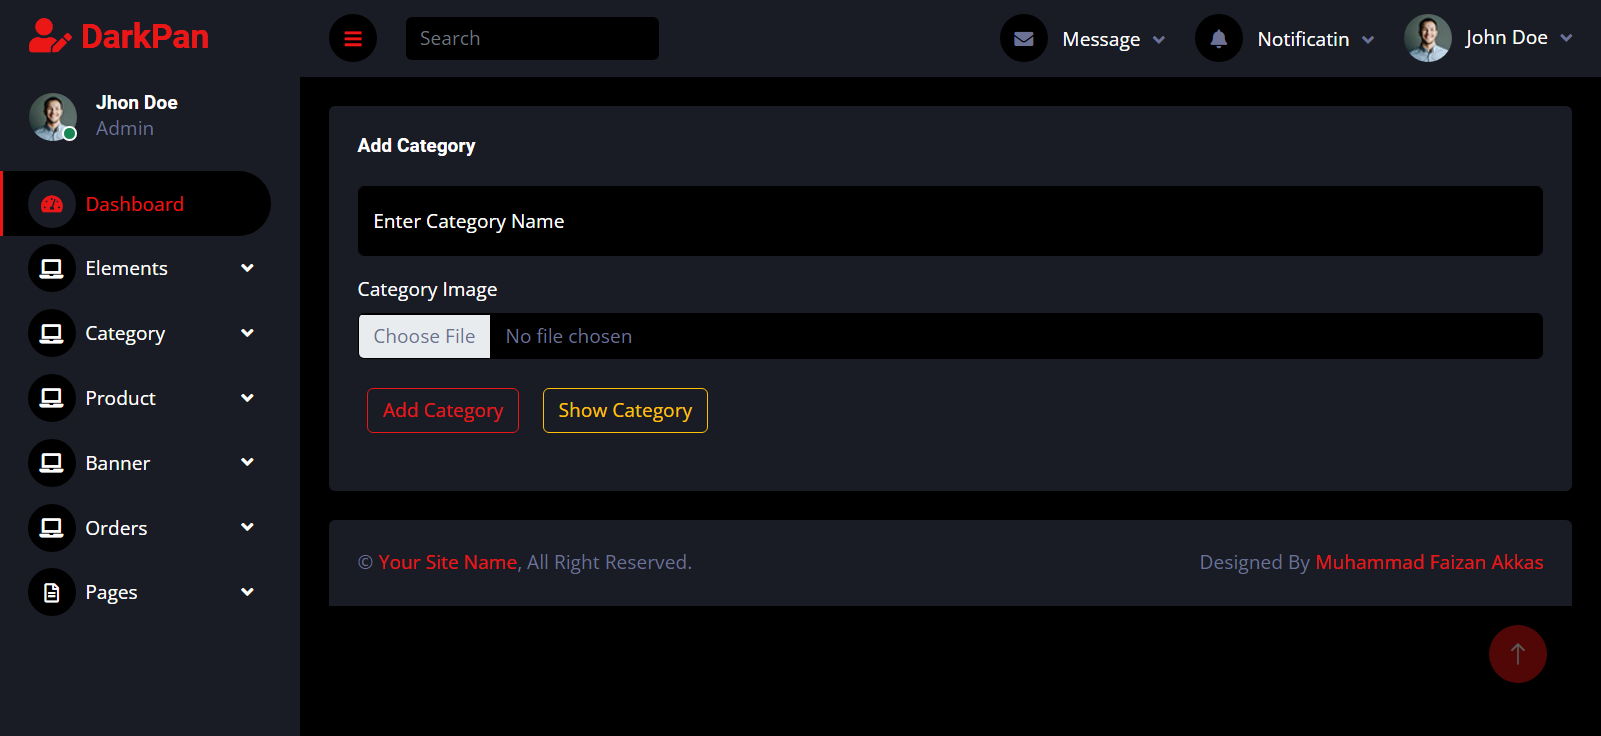 DarkPan
Search
Message
Notificatin
John Doe
Jhon Doe
Admin
Dashboard
Elements
Category
Product
Banner
Orders
Pages
Add Category
Enter Category Name
Category Image
Choose File No file chosen
Add Category Show Category
© Your Site Name, All Right Reserved.
Designed By Muhammad Faizan Akkas